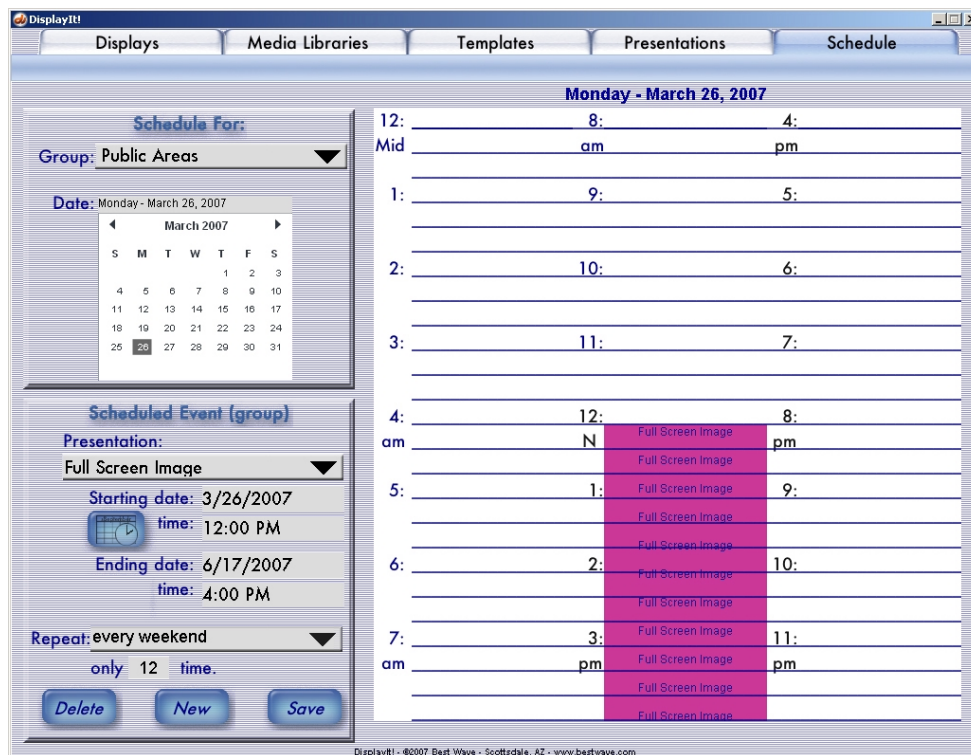 DisplayIt!
Displays Media Libraries Templates Presentations Schedule
Monday - March 26, 2007
Schedule For:
Group: Public Areas
Date: Monday - March 26, 2007
March 2007
S M T W T F S
1 2 3
4 5 6 7 8 9 10
11 12 13 14 15 16 17
18 19 20 21 22 23 24
25 26 27 28 29 30 31
Scheduled Event (group)
Presentation:
Full Screen Image
Starting date: 3/26/2007
time: 12:00 PM
Ending date: 6/17/2007
time: 4:00 PM
Repeat: every weekend
only 12 time.
Delete New Save
12: 8: 4:
Mid am pm
1: 9: 5:
2: 10: 6:
3: 11: 7:
4: 12: 8:
Full Screen Image
am N pm
Full Screen Image
5: 1: Full Screen Image 9:
Full Screen Image
Full Screen Image
6: 2: 10:
Full Screen Image
Full Screen Image
7: 3: Full Screen Image 11:
am pm Full Screen Image pm
Full Screen Image
Full Screen Image
DisplayIt! - ©2007 Best Wave - Scottsdale, AZ - www.bestwave.com